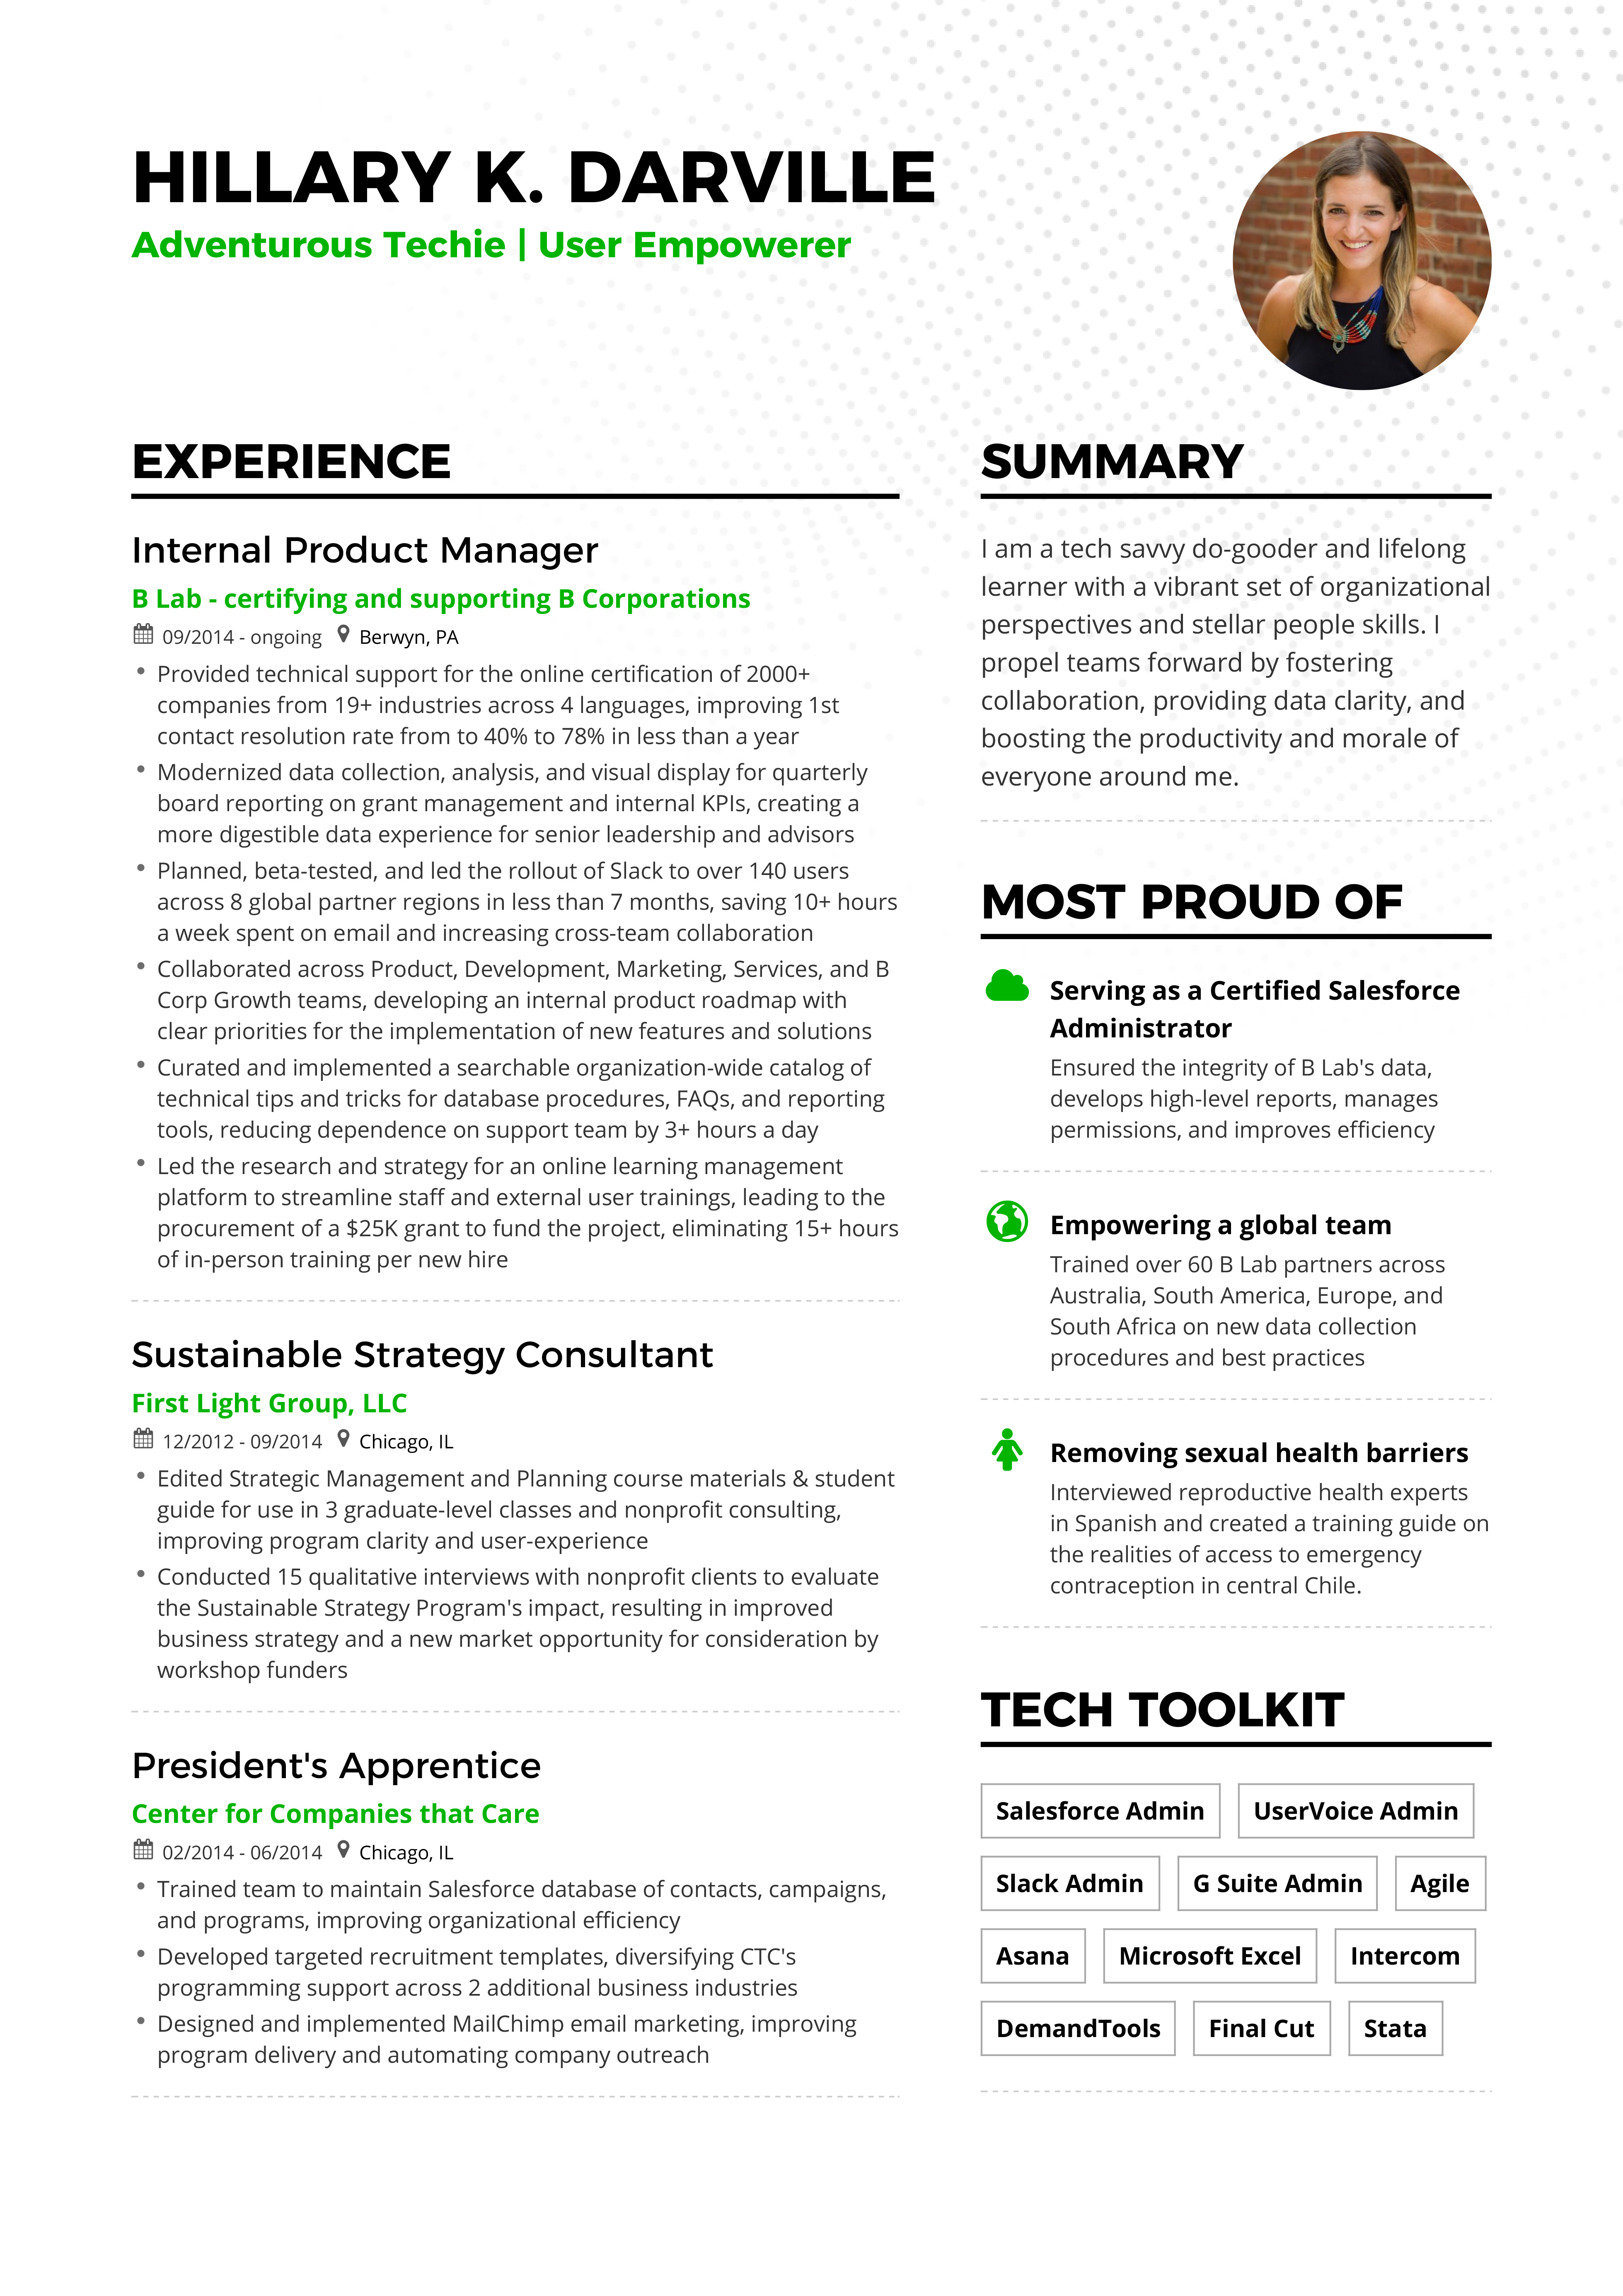 HILLARY K. DARVILLE
Adventurous Techie | User Empowerer
EXPERIENCE
Internal Product Manager
B Lab - certifying and supporting B Corporations
09/2014 - ongoing Berwyn, PA
• Provided technical support for the online certification of 2000+
companies from 19+ industries across 4 languages, improving 1st
contact resolution rate from to 40% to 78% in less than a year
• Modernized data collection, analysis, and visual display for quarterly
board reporting on grant management and internal KPIs, creating a
more digestible data experience for senior leadership and advisors
• Planned, beta-tested, and led the rollout of Slack to over 140 users
across 8 global partner regions in less than 7 months, saving 10+ hours
a week spent on email and increasing cross-team collaboration
• Collaborated across Product, Development, Marketing, Services, and B
Corp Growth teams, developing an internal product roadmap with
clear priorities for the implementation of new features and solutions
• Curated and implemented a searchable organization-wide catalog of
technical tips and tricks for database procedures, FAQs, and reporting
tools, reducing dependence on support team by 3+ hours a day
• Led the research and strategy for an online learning management
platform to streamline staff and external user trainings, leading to the
procurement of a $25K grant to fund the project, eliminating 15+ hours
of in-person training per new hire
Sustainable Strategy Consultant
First Light Group, LLC
12/2012 - 09/2014 Chicago, IL
• Edited Strategic Management and Planning course materials & student
guide for use in 3 graduate-level classes and nonprofit consulting,
improving program clarity and user-experience
• Conducted 15 qualitative interviews with nonprofit clients to evaluate
the Sustainable Strategy Program's impact, resulting in improved
business strategy and a new market opportunity for consideration by
workshop funders
President's Apprentice
Center for Companies that Care
02/2014 - 06/2014 Chicago, IL
• Trained team to maintain Salesforce database of contacts, campaigns,
and programs, improving organizational efficiency
• Developed targeted recruitment templates, diversifying CTC's
programming support across 2 additional business industries
• Designed and implemented MailChimp email marketing, improving
program delivery and automating company outreach
SUMMARY
I am a tech savvy do-gooder and lifelong
learner with a vibrant set of organizational
perspectives and stellar people skills. I
propel teams forward by fostering
collaboration, providing data clarity, and
boosting the productivity and morale of
everyone around me.
MOST PROUD OF
Serving as a Certified Salesforce
Administrator
Ensured the integrity of B Lab's data,
develops high-level reports, manages
permissions, and improves efficiency
Empowering a global team
Trained over 60 B Lab partners across
Australia, South America, Europe, and
South Africa on new data collection
procedures and best practices
Removing sexual health barriers
Interviewed reproductive health experts
in Spanish and created a training guide on
the realities of access to emergency
contraception in central Chile.
TECH TOOLKIT
Salesforce Admin UserVoice Admin
Slack Admin G Suite Admin Agile
Asana Microsoft Excel Intercom
DemandTools Final Cut Stata